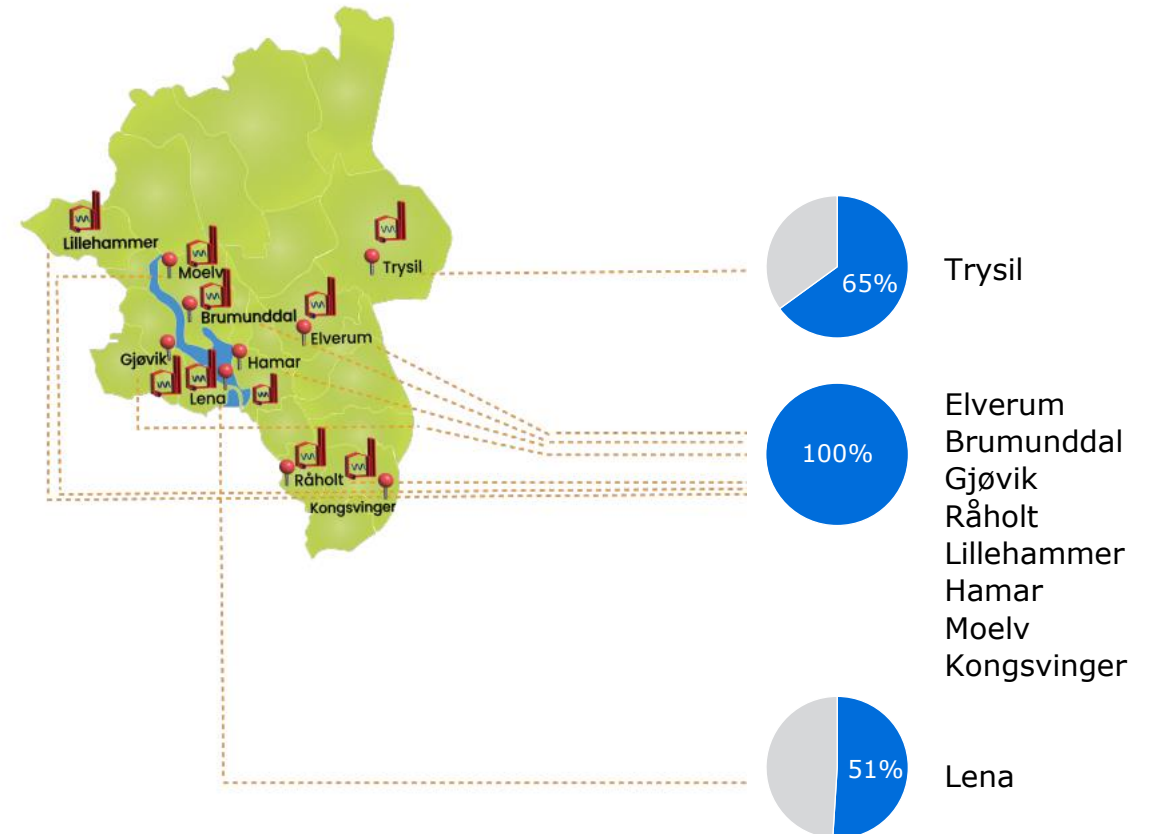 Lillehammer
Moelv
Trysil
Brumunddal
Elverum
Gjøvik
Hamar
Lena
Råholt
Kongsvinger
65%
Trysil
100%
Elverum
Brumunddal
Gjøvik
Råholt
Lillehammer
Hamar
Moelv
Kongsvinger
51%
Lena